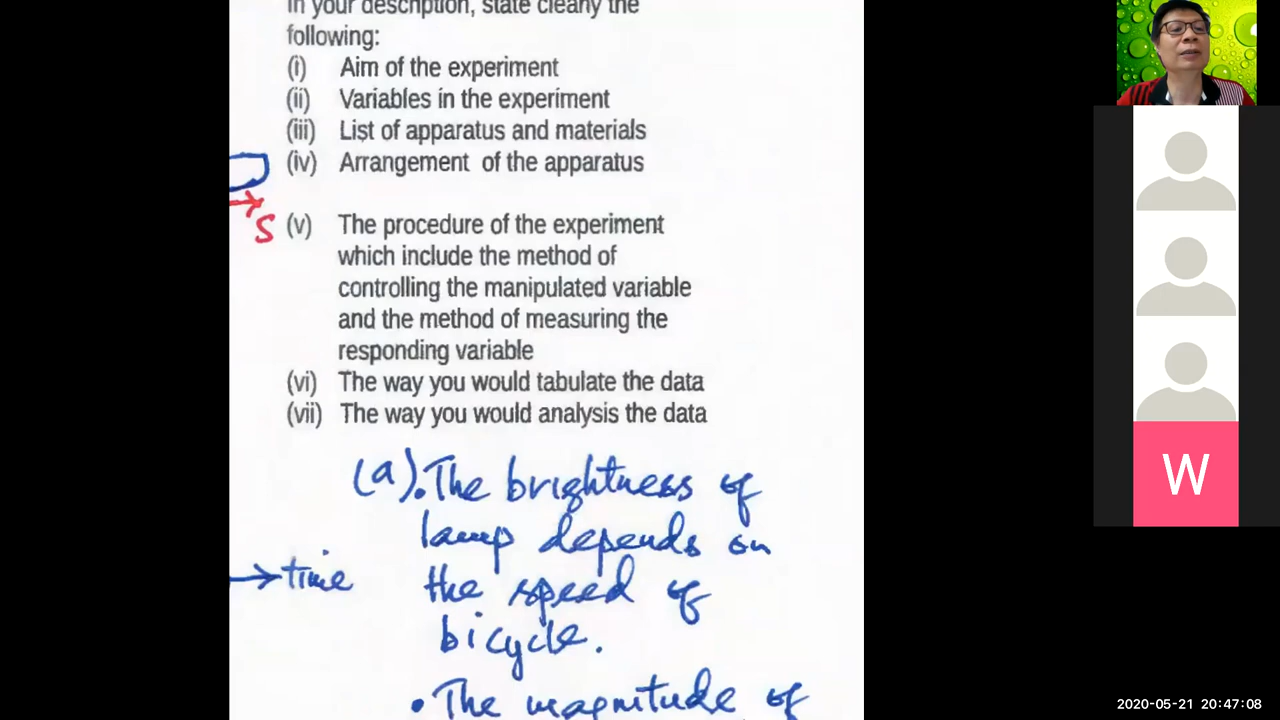 in your description, state clearly the
following:
(i) Aim of the experiment
(ii) Variables in the experiment
(iii) List of apparatus and materials
(iv) Arrangement of the apparatus
S
(v) The procedure of the experiment
which include the method of
controlling the manipulated variable
and the method of measuring the
responding variable
(vi) The way you would tabulate the data
(vii) The way you would analysis the data
(a). The brightness of
lamp depends on
→ time
the speed of
bicycle.
• The magnitude of
W
2020-05-21 20:47:08